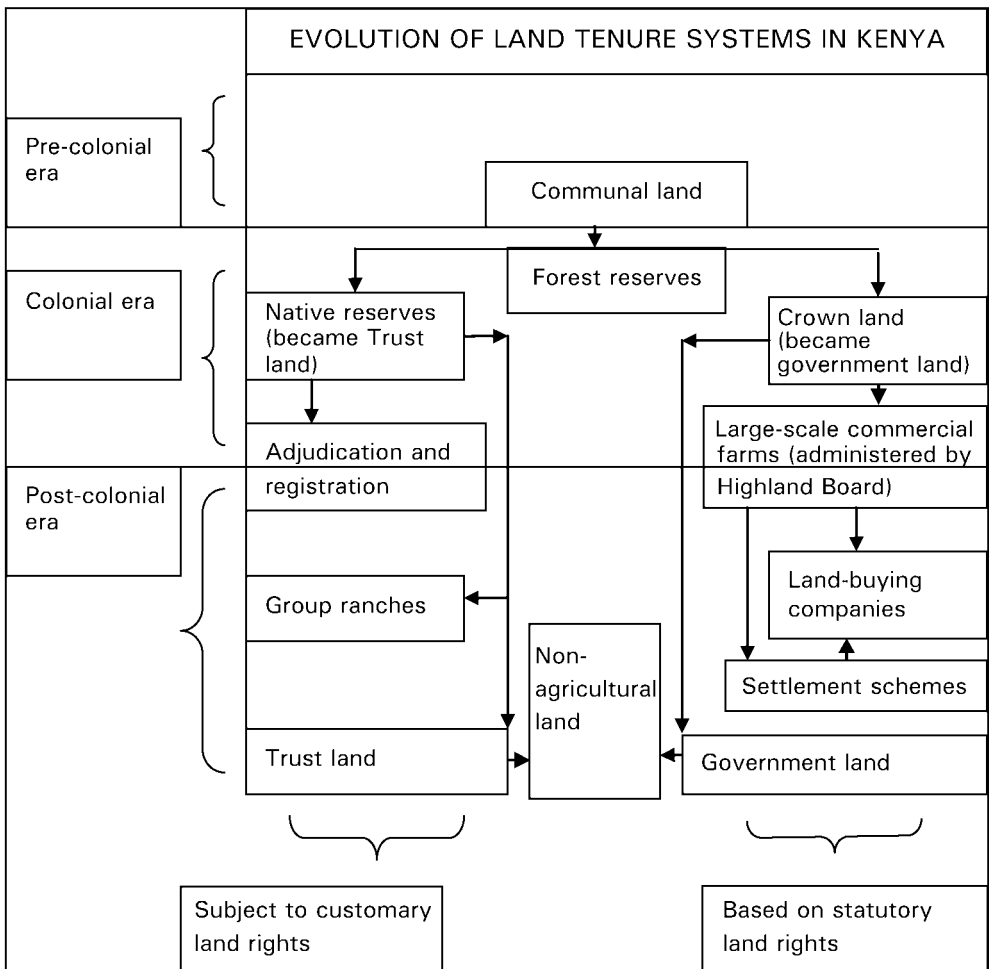 EVOLUTION OF LAND TENURE SYSTEMS IN KENYA
Pre-colonial
era
Communal land
Colonial era
Forest reserves
Native reserves
(became Trust
land)
Crown land
(became
government land)
Adjudication and
registration
Large-scale commercial
farms (administered by
Highland Board)
Post-colonial
era
Land-buying
companies
Group ranches
Non-
agricultural
land
Settlement schemes
Trust land
Government land
Subject to customary
land rights
Based on statutory
land rights